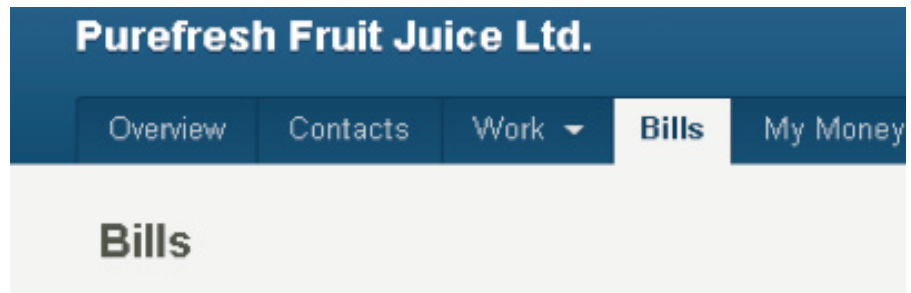 Purefresh Fruit Juice Ltd.
Overview Contacts Work Bills My Money
Bills